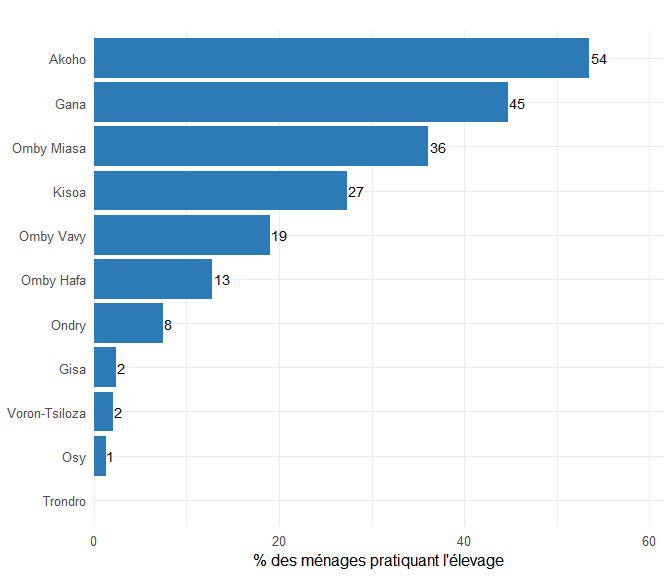 Akoho 54
Gana 45
Omby Miasa 36
Kisoa 27
Omby Vavy 19
Omby Hafa 13
Ondry 8
Gisa 2
Voron-Tsiloza 2
Osy 1
Trondro
0 20 40 60
% des ménages pratiquant l'élevage